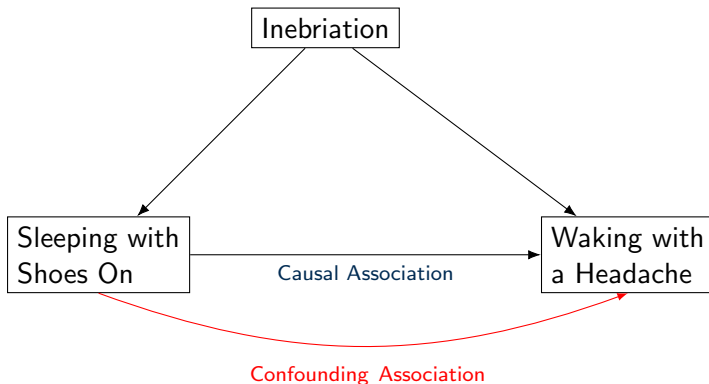 Inebriation
Sleeping with
Shoes On
Waking with
a Headache
Causal Association
Confounding Association